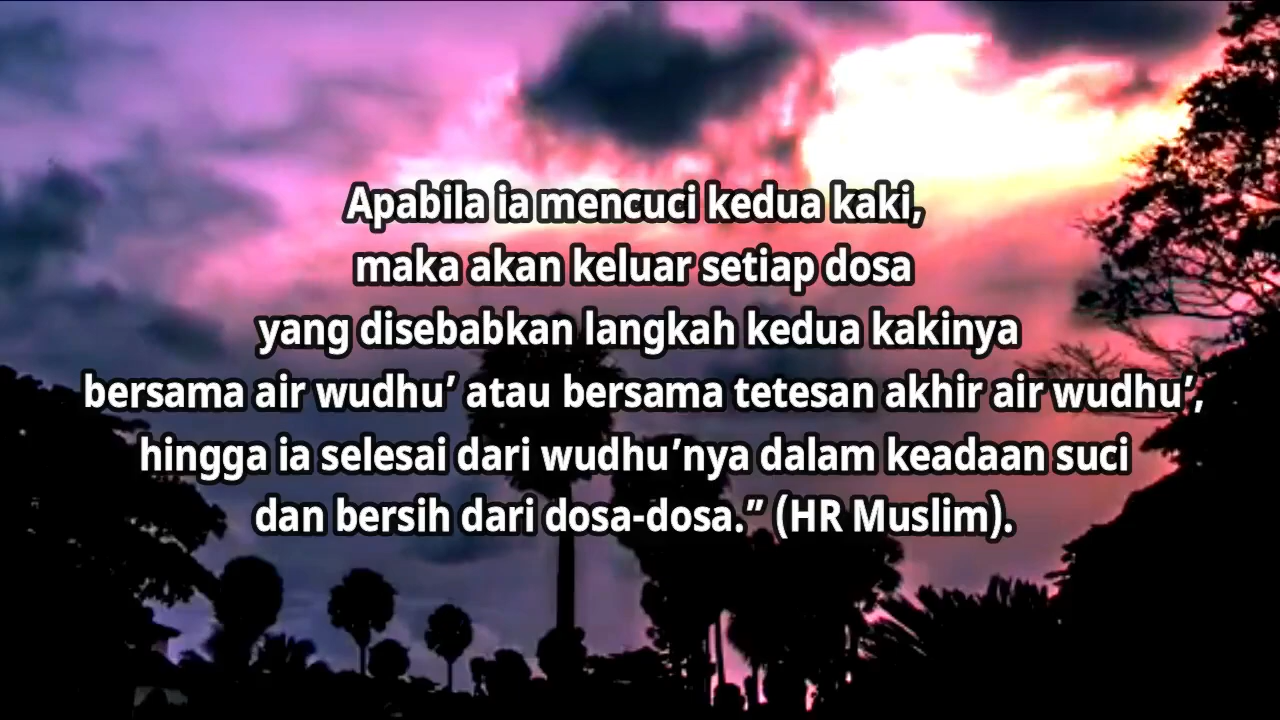 Apabila ia mencuci kedua kaki,
maka akan keluar setiap dosa
yang disebabkan langkah kedua kakinya
bersama air wudhu’ atau bersama tetesan akhir air wudhu’,
hingga ia selesai dari wudhu’nya dalam keadaan suci
dan bersih dari dosa-dosa.” (HR Muslim).